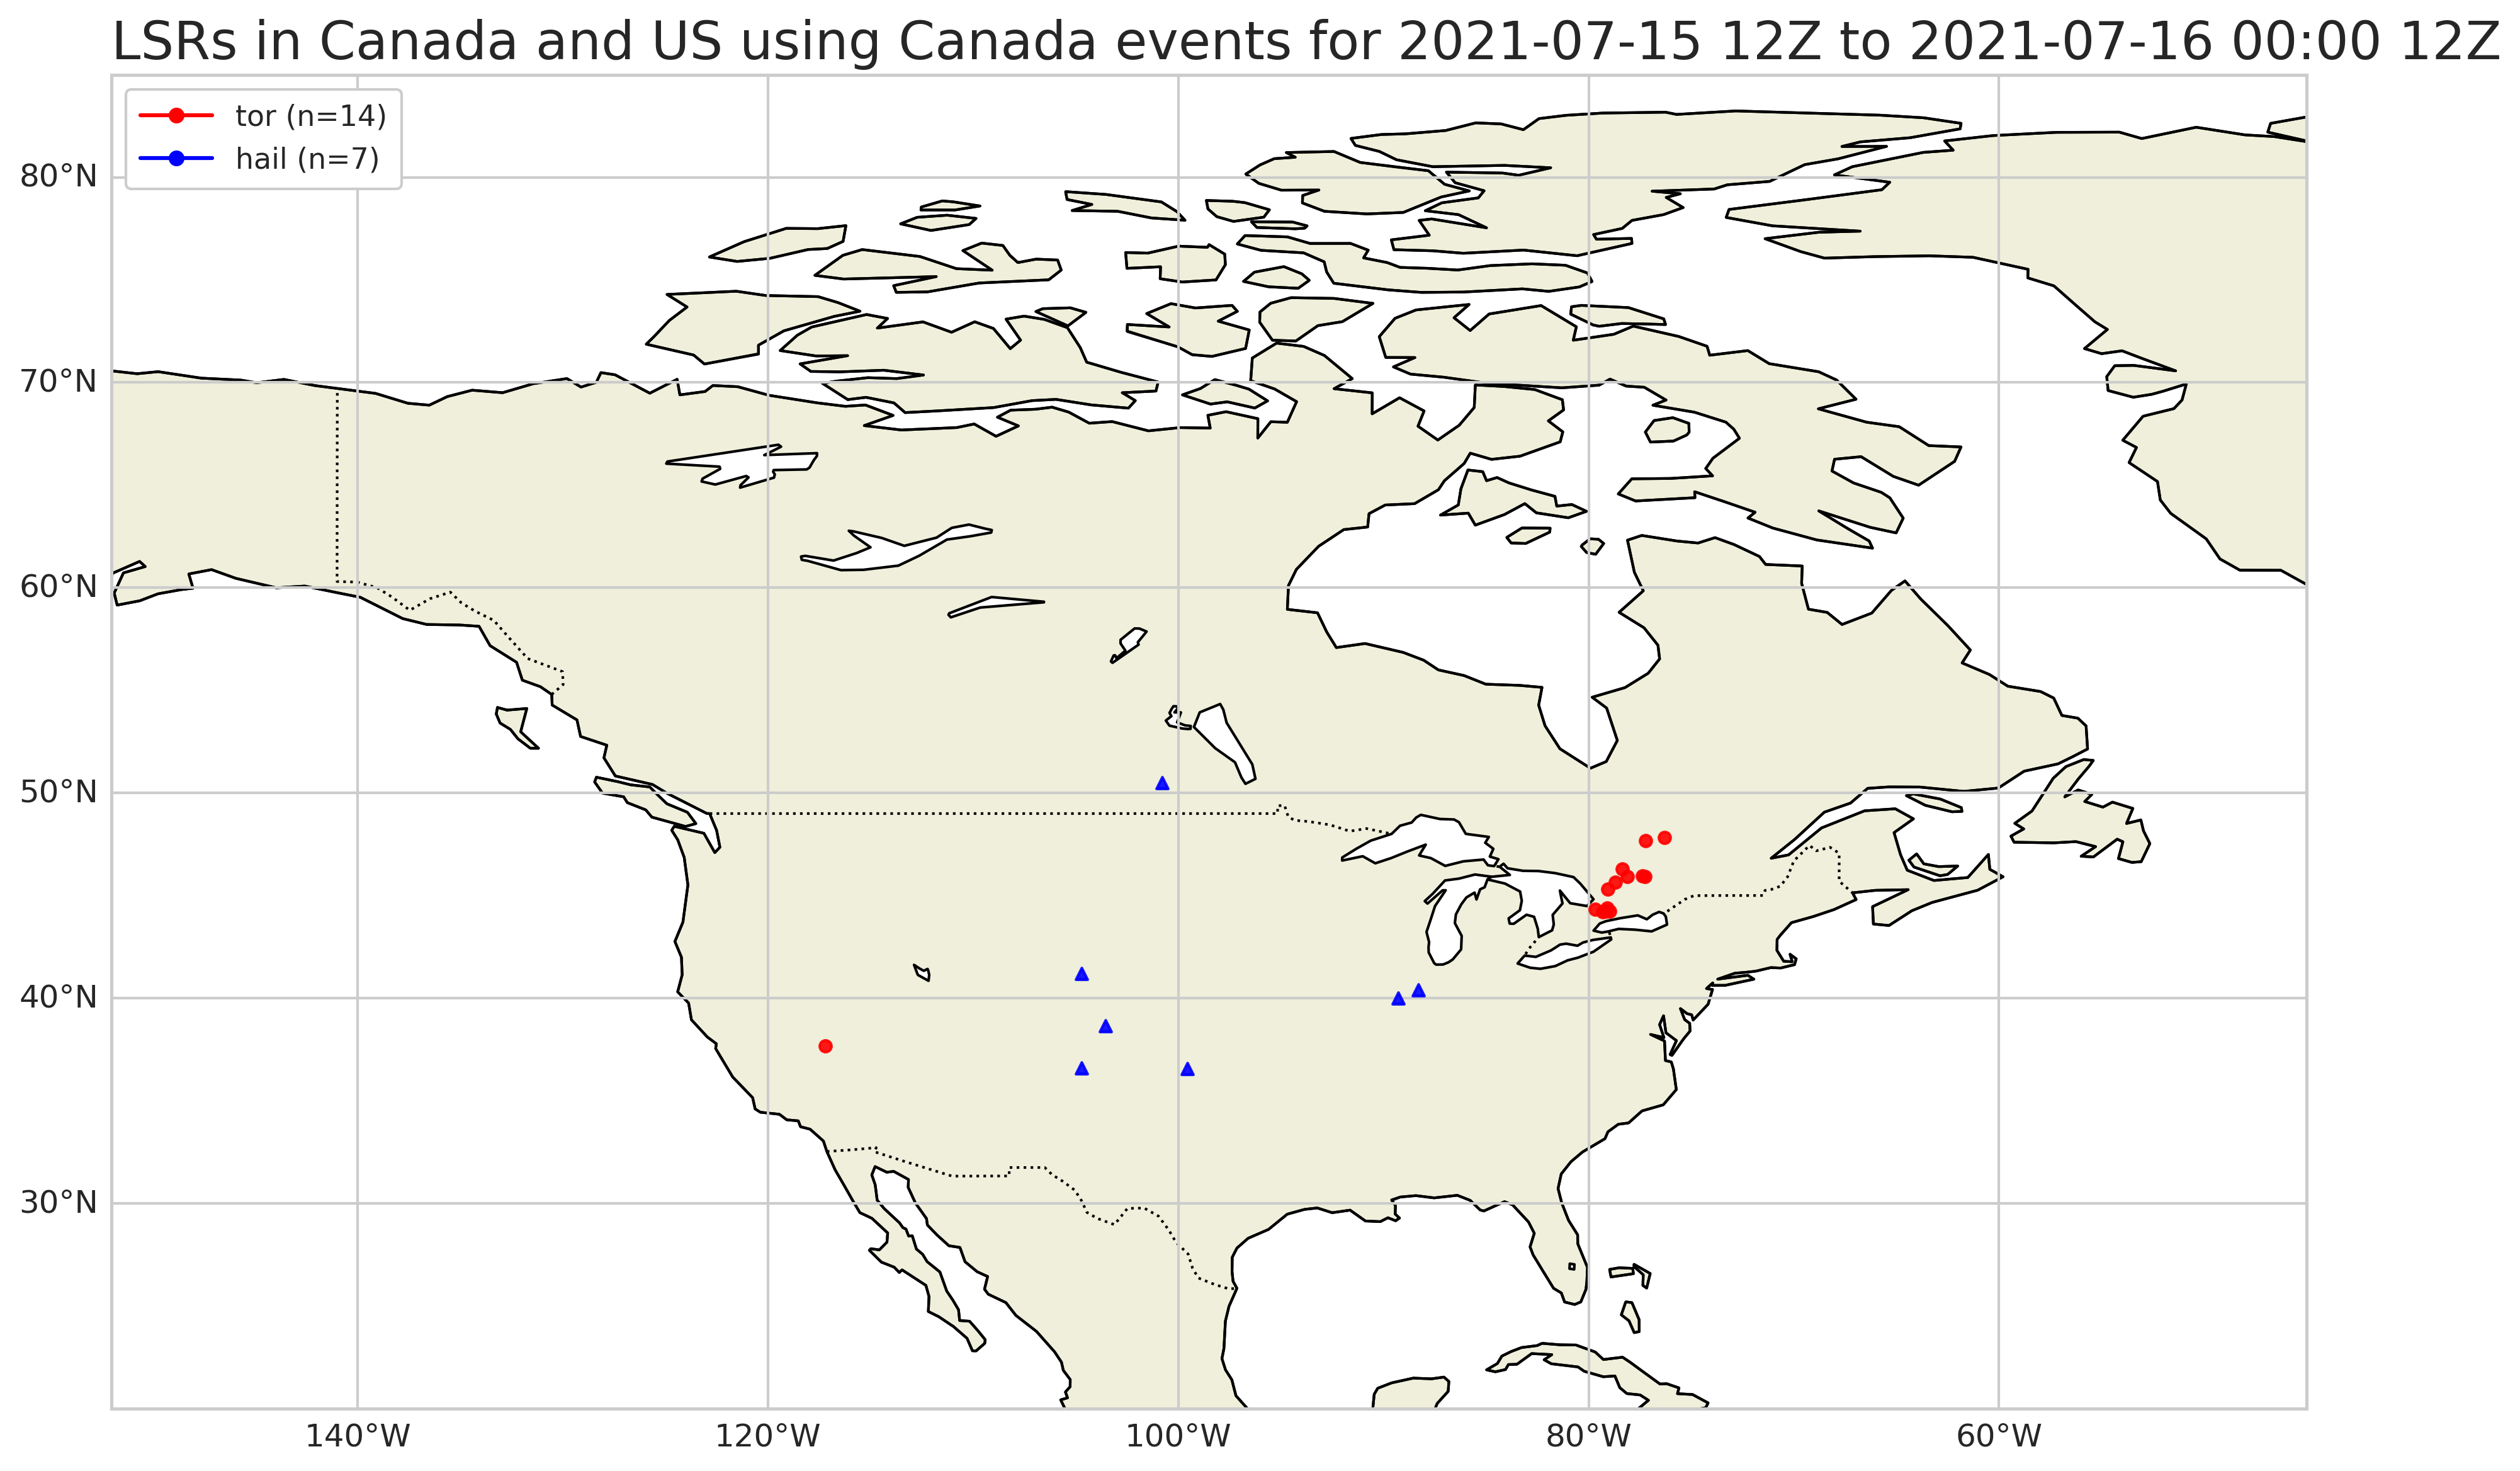 LSRs in Canada and US using Canada events for 2021-07-15 12Z to 2021-07-16 00:00 12Z
tor (n=14)
hail (n=7)
80°N
70°N
60°N
50°N
40°N
30°N
140°W
120°W
100°W
80°W
60°W